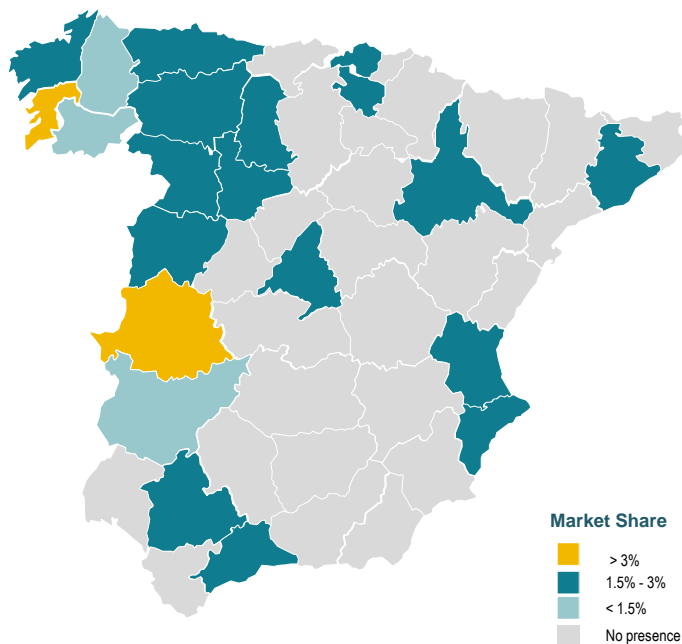 Market Share
> 3%
1.5% - 3%
< 1.5%
No presence